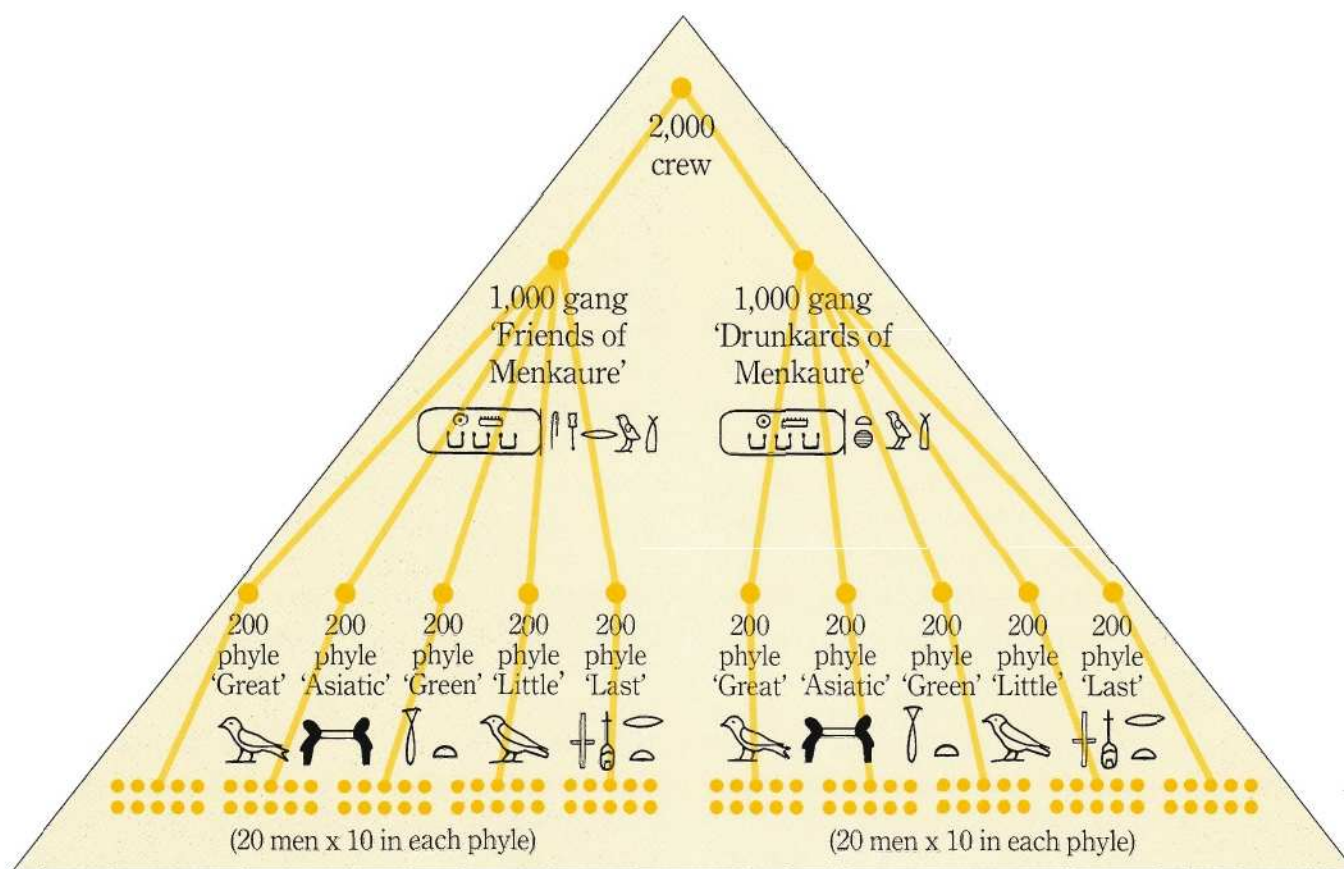 2,000
crew
1,000 gang
‘Friends of
Menkaure’
1,000 gang
‘Drunkards of
Menkaure’
200
phyle
‘Great’
200
phyle
‘Asiatic’
200
phyle
‘Green’
200
phyle
‘Little’
200
phyle
‘Last’
200
phyle
‘Great’
200
phyle
‘Asiatic’
200
phyle
‘Green’
200
phyle
‘Little’
200
phyle
‘Last’
(20 men x 10 in each phyle)
(20 men x 10 in each phyle)